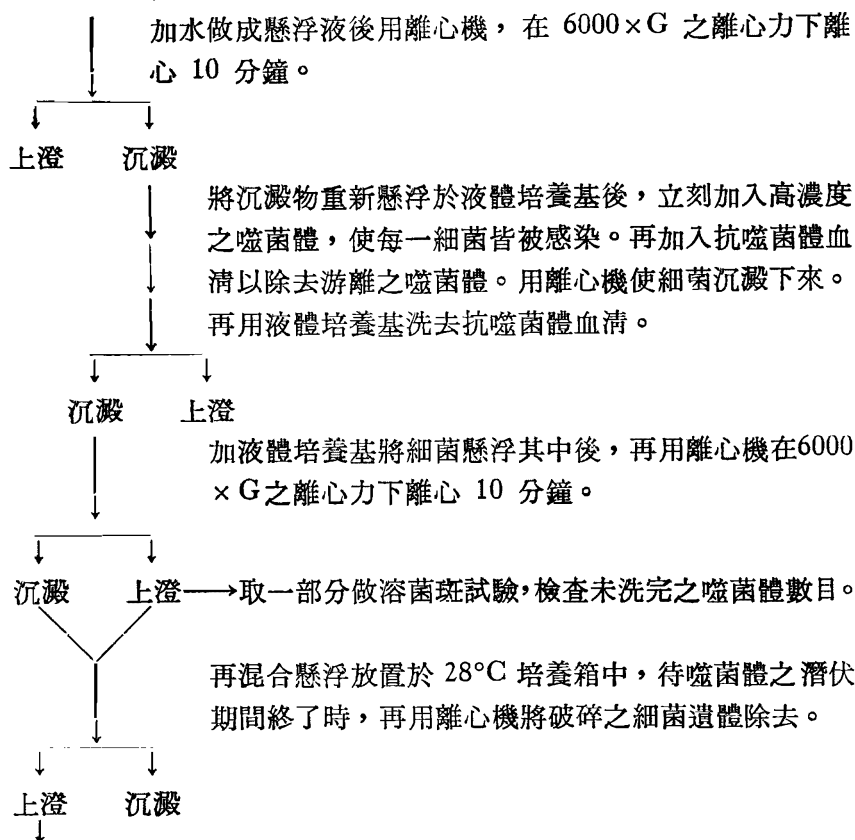 加水做成懸浮液後用離心機，在 6000×G 之離心力下離
心 10 分鐘。
上澄 沉澱
將沉澱物重新懸浮於液體培養基後，立刻加入高濃度
之噬菌體，使每一細菌皆被感染。再加入抗噬菌體血
清以除去游離之噬菌體。用離心機使細菌沉澱下來。
再用液體培養基洗去抗噬菌體血清。
沉澱 上澄
加液體培養基將細菌懸浮其中後，再用離心機在6000
×G之離心力下離心 10 分鐘。
沉澱 上澄⟶取一部分做溶菌斑試驗，檢查未洗完之噬菌體數目。
再混合懸浮放置於 28°C 培養箱中，待噬菌體之潛伏
期間終了時，再用離心機將破碎之細菌遺體除去。
上澄 沉澱